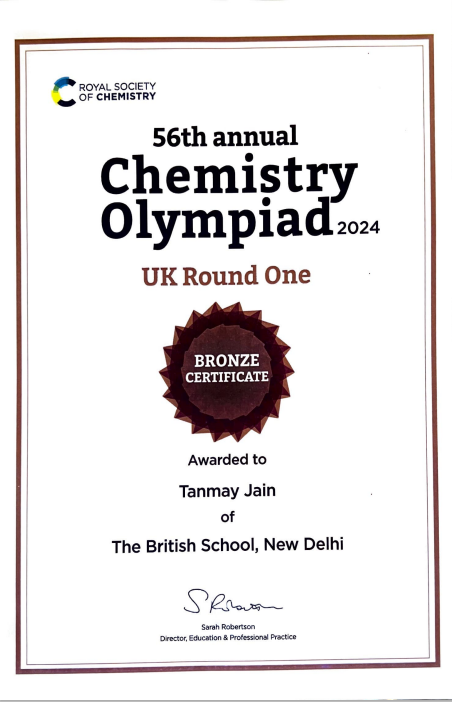 ROYAL SOCIETY
OF CHEMISTRY
56th annual
Chemistry
Olympiad 2024
UK Round One
BRONZE
CERTIFICATE
Awarded to
Tanmay Jain
of
The British School, New Delhi
S Robertson
Sarah Robertson
Director, Education & Professional Practice